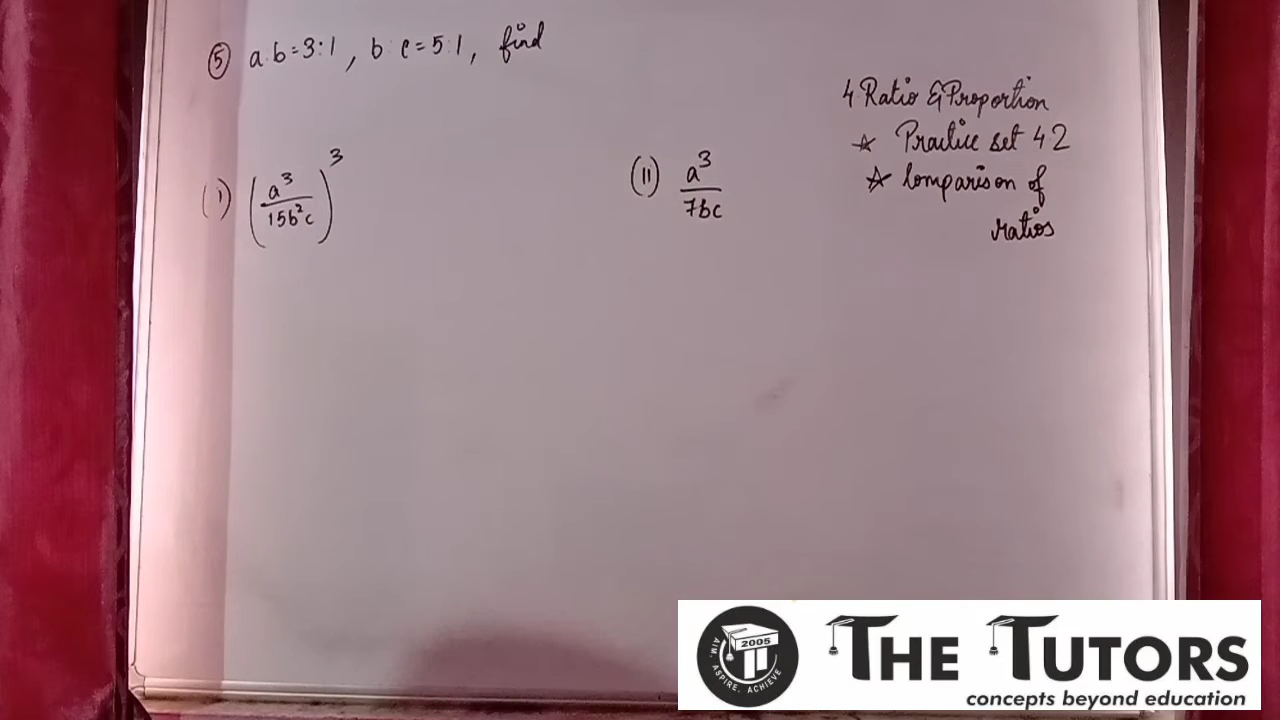 ⑤ a:b=3:1, b:c=5:1, find
(i) (a³/15b²c)³
(ii) a³/7bc
4 Ratio & Proportion
☆ Practice set 4 2
☆ Comparison of
ratios
2005
AIM, ASPIRE, ACHIEVE
THE TUTORS
concepts beyond education